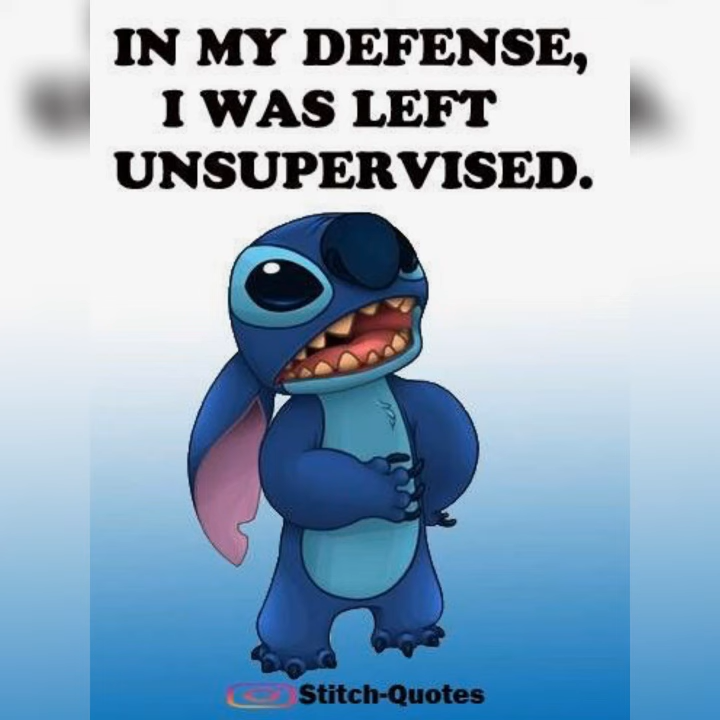 IN MY DEFENSE,
I WAS LEFT
UNSUPERVISED.
Stitch-Quotes